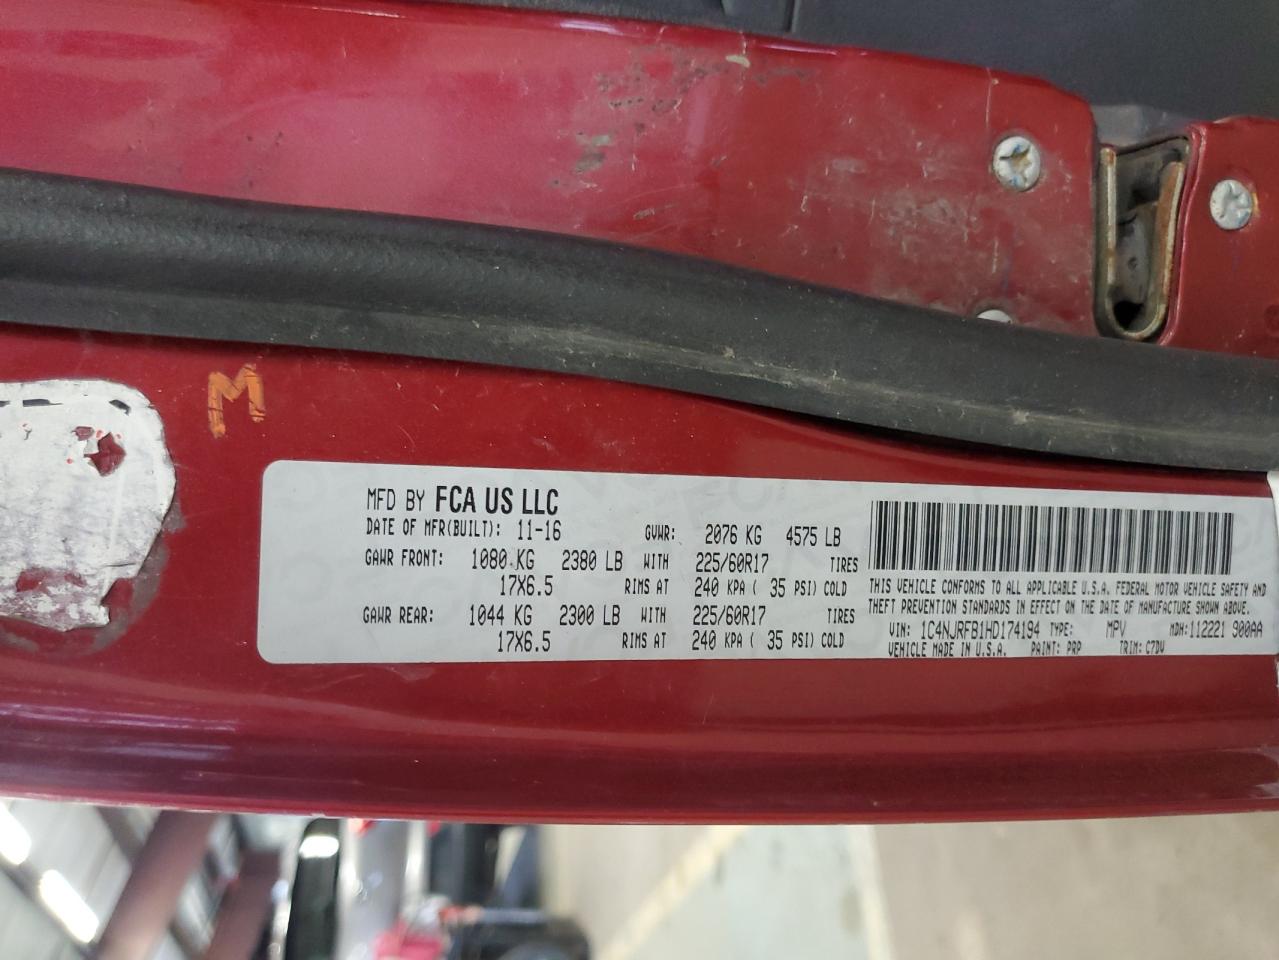 M
MFD BY FCA US LLC
DATE OF MFR(BUILT): 11-16 GVWR: 2076 KG 4575 LB
GAWR FRONT: 1080 KG 2380 LB WITH 225/60R17 TIRES
17X6.5 RIMS AT 240 KPA ( 35 PSI) COLD
GAWR REAR: 1044 KG 2300 LB WITH 225/60R17 TIRES
17X6.5 RIMS AT 240 KPA ( 35 PSI) COLD
THIS VEHICLE CONFORMS TO ALL APPLICABLE U.S.A. FEDERAL MOTOR VEHICLE SAFETY AND
THEFT PREVENTION STANDARDS IN EFFECT ON THE DATE OF MANUFACTURE SHOWN ABOVE.
VIN: 1C4NJRFB1HD174194 TYPE: MPV MDH:112221 900AA
VEHICLE MADE IN U.S.A. PAINT: PRP TRIM: C7DV